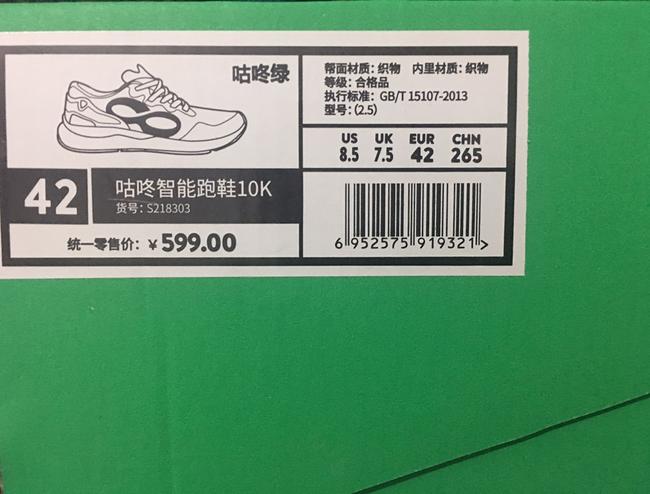 咕咚绿
42
咕咚智能跑鞋10K
货号：S218303
统一零售价：￥599.00
帮面材质：织物 内里材质：织物
等级：合格品
执行标准：GB/T 15107-2013
型号：(2.5)
US UK EUR CHN
8.5 7.5 42 265
6 952575 919321 >